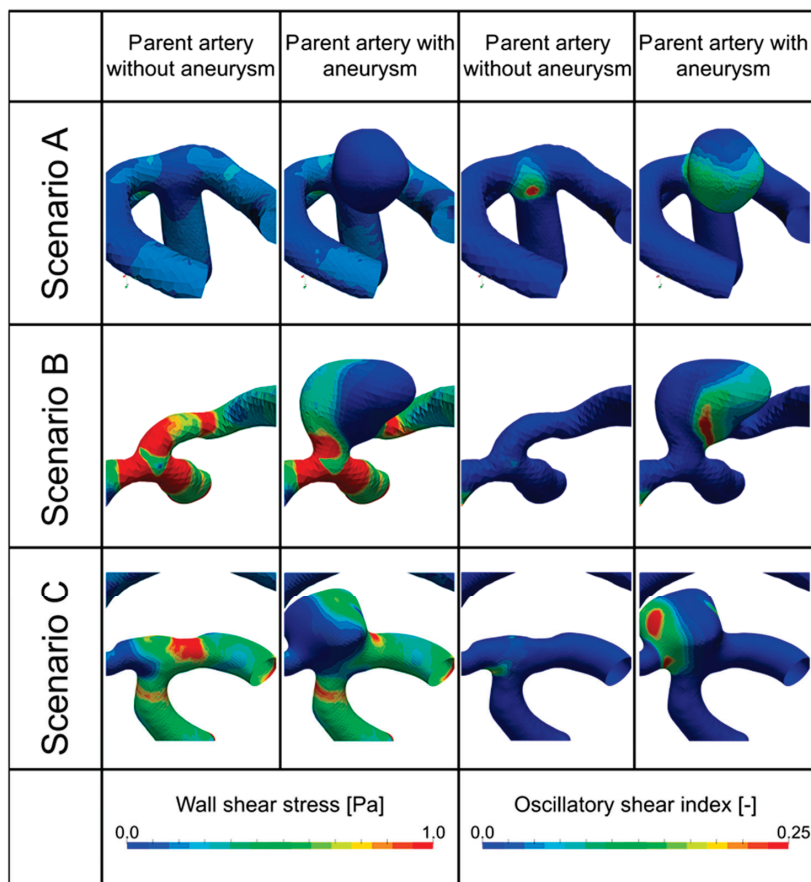 Parent artery
without aneurysm
Parent artery with
aneurysm
Parent artery
without aneurysm
Parent artery with
aneurysm
Scenario A
Scenario B
Scenario C
Wall shear stress [Pa]
0.0
1.0
Oscillatory shear index [-]
0.0
0.25